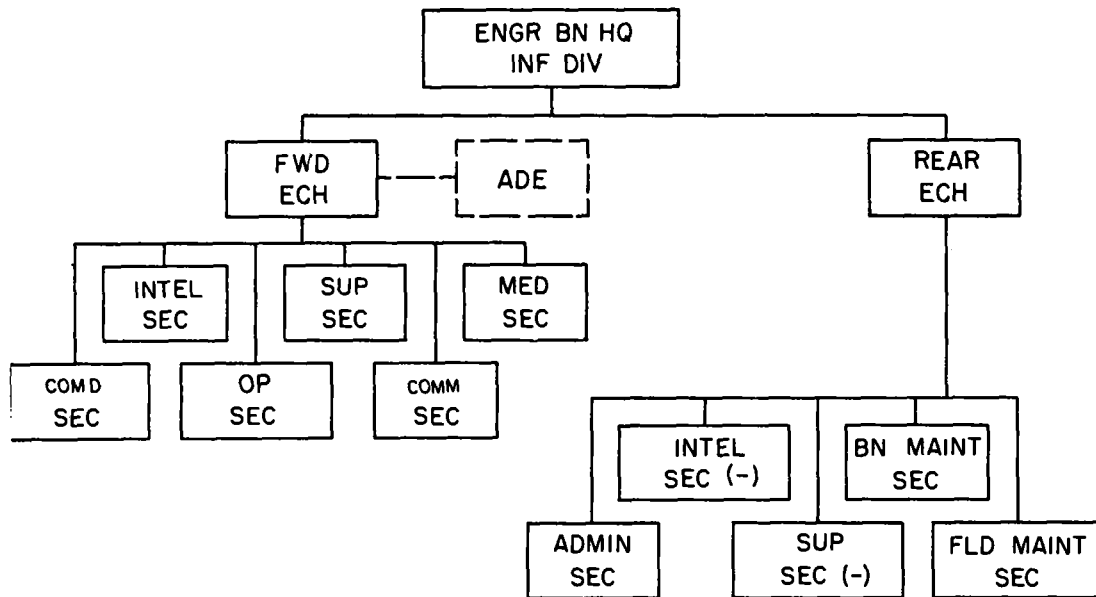 ENGR BN HQ
INF DIV
FWD
ECH
ADE
REAR
ECH
INTEL
SEC
SUP
SEC
MED
SEC
COMD
SEC
OP
SEC
COMM
SEC
INTEL
SEC (-)
BN MAINT
SEC
ADMIN
SEC
SUP
SEC (-)
FLD MAINT
SEC